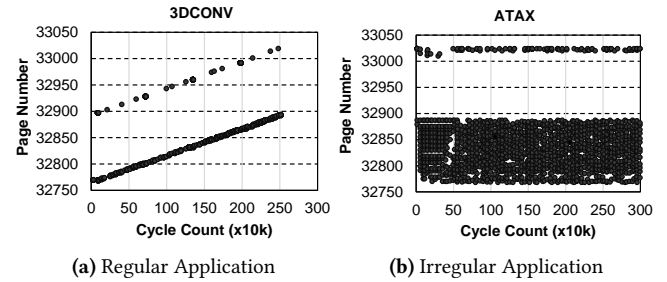 3DCONV
33050
33000
32950
32900
32850
32800
32750
Page Number
0 50 100 150 200 250 300
Cycle Count (x10k)
(a) Regular Application
ATAX
33050
33000
32950
32900
32850
32800
32750
Page Number
0 50 100 150 200 250 300
Cycle Count (x10k)
(b) Irregular Application